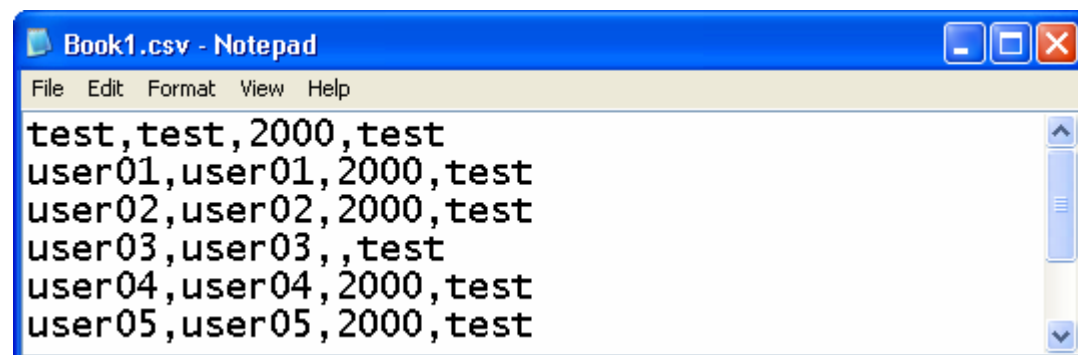 Book1.csv - Notepad
File Edit Format View Help
test,test,2000,test
user01,user01,2000,test
user02,user02,2000,test
user03,user03,,test
user04,user04,2000,test
user05,user05,2000,test